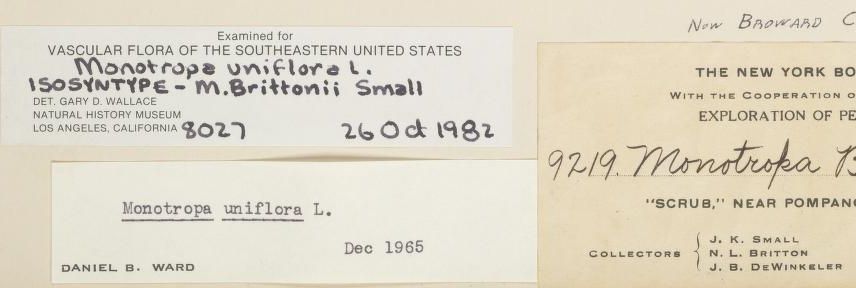 Now Broward C
Examined for
VASCULAR FLORA OF THE SOUTHEASTERN UNITED STATES
Monotropa uniflora L.
ISOSYNTYPE - M. Brittonii Small
DET. GARY D. WALLACE
NATURAL HISTORY MUSEUM
LOS ANGELES, CALIFORNIA 8027 26 Oct 1982
Monotropa uniflora L.
Dec 1965
DANIEL B. WARD
THE NEW YORK BO
WITH THE COOPERATION O
EXPLORATION OF PE
9219. Monotropa B
"SCRUB," NEAR POMPANO
COLLECTORS
J. K. SMALL
N. L. BRITTON
J. B. DEWINKELER